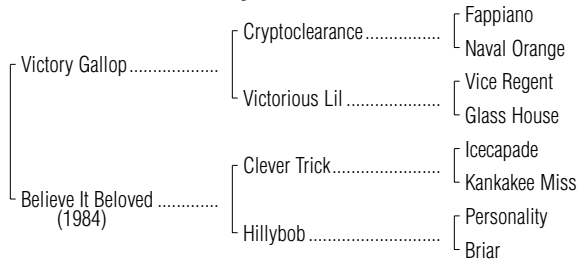 Fappiano
Cryptoclearance..................
Naval Orange
Victory Gallop.....................
Vice Regent
Victorious Lil ......................
Glass House
Icecapade
Clever Trick.........................
Kankakee Miss
Believe It Beloved ..............
(1984)
Personality
Hillybob ...............................
Briar